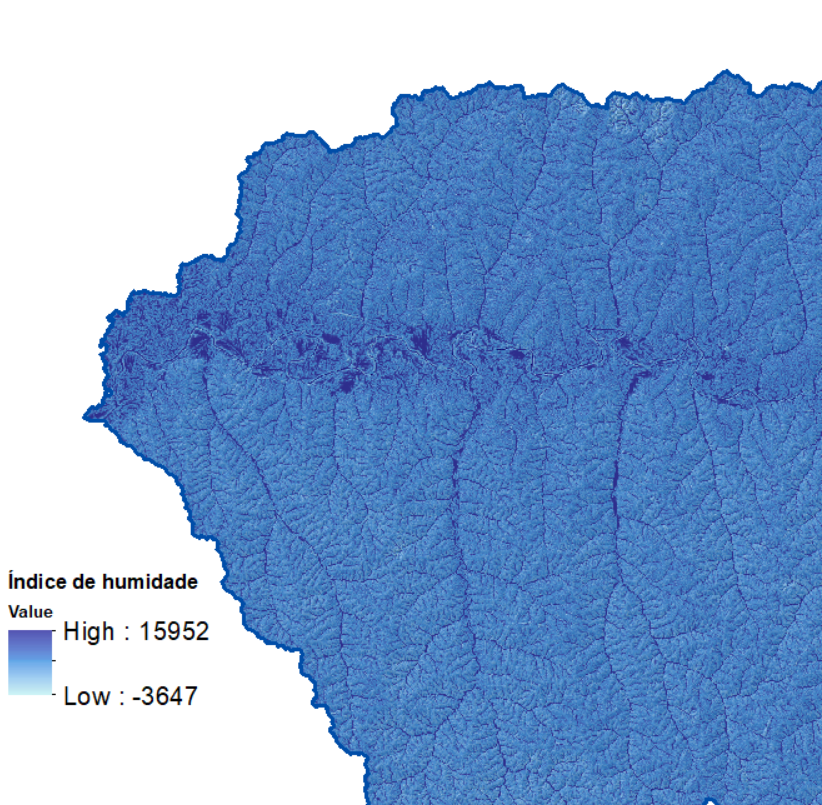 Índice de humidade
Value
High : 15952
Low : -3647